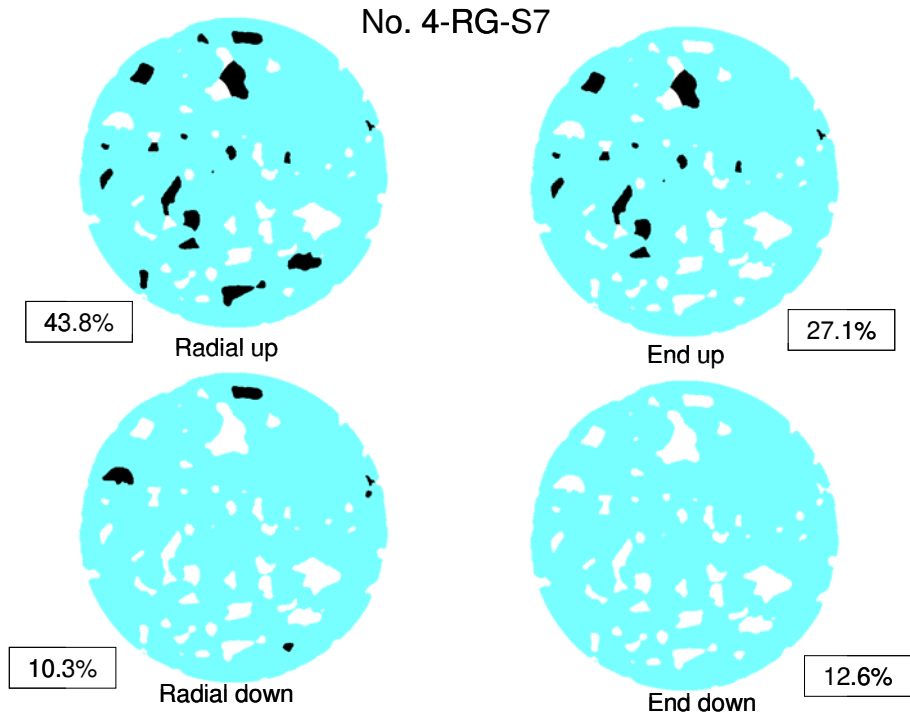 No. 4-RG-S7
43.8%
Radial up
27.1%
End up
10.3%
Radial down
12.6%
End down